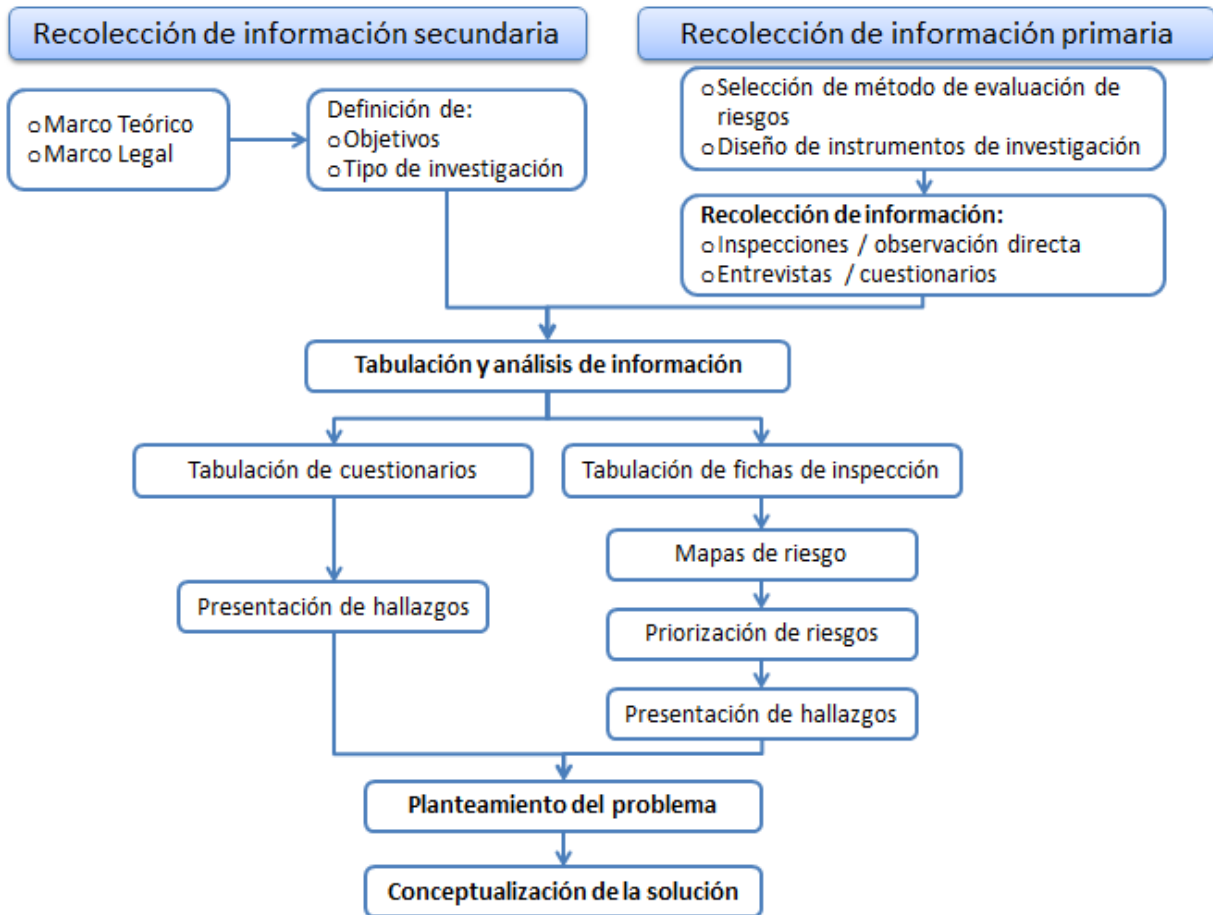 Recolección de información secundaria
Recolección de información primaria
o Marco Teórico
o Marco Legal
Definición de:
o Objetivos
o Tipo de investigación
o Selección de método de evaluación de
riesgos
o Diseño de instrumentos de investigación
Recolección de información:
o Inspecciones / observación directa
o Entrevistas / cuestionarios
Tabulación y análisis de información
Tabulación de cuestionarios
Tabulación de fichas de inspección
Mapas de riesgo
Presentación de hallazgos
Priorización de riesgos
Presentación de hallazgos
Planteamiento del problema
Conceptualización de la solución